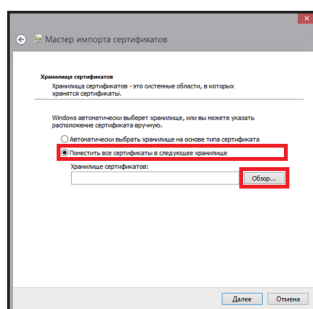 Мастер импорта сертификатов
Хранилище сертификатов
Хранилища сертификатов - это системные области, в которых
хранятся сертификаты.
Windows автоматически выберет хранилище, или вы можете указать
расположение сертификата вручную.
Автоматически выбрать хранилище на основе типа сертификата
Поместить все сертификаты в следующее хранилище
Хранилище сертификатов:
Обзор...
Далее Отмена